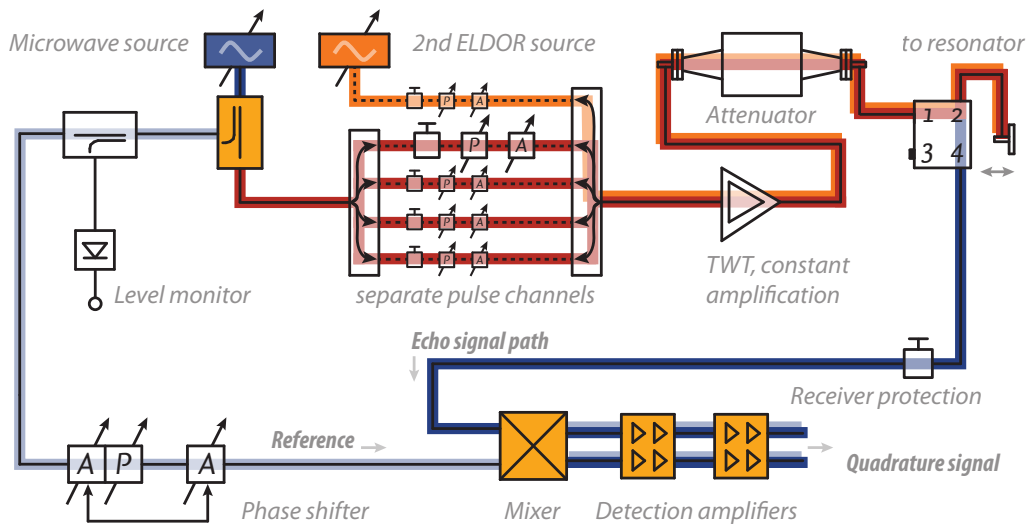 Microwave source
2nd ELDOR source
to resonator
Attenuator
1 2
3 4
P A
P A
P A
P A
P A
Level monitor
separate pulse channels
TWT, constant
amplification
Echo signal path
Receiver protection
Reference
Quadrature signal
A P
A
Phase shifter
Mixer
Detection amplifiers